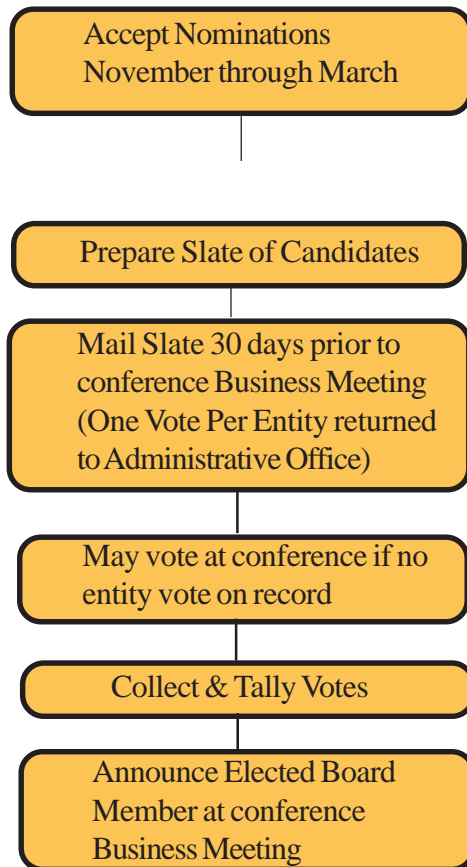 Accept Nominations
November through March
Prepare Slate of Candidates
Mail Slate 30 days prior to
conference Business Meeting
(One Vote Per Entity returned
to Administrative Office)
May vote at conference if no
entity vote on record
Collect & Tally Votes
Announce Elected Board
Member at conference
Business Meeting